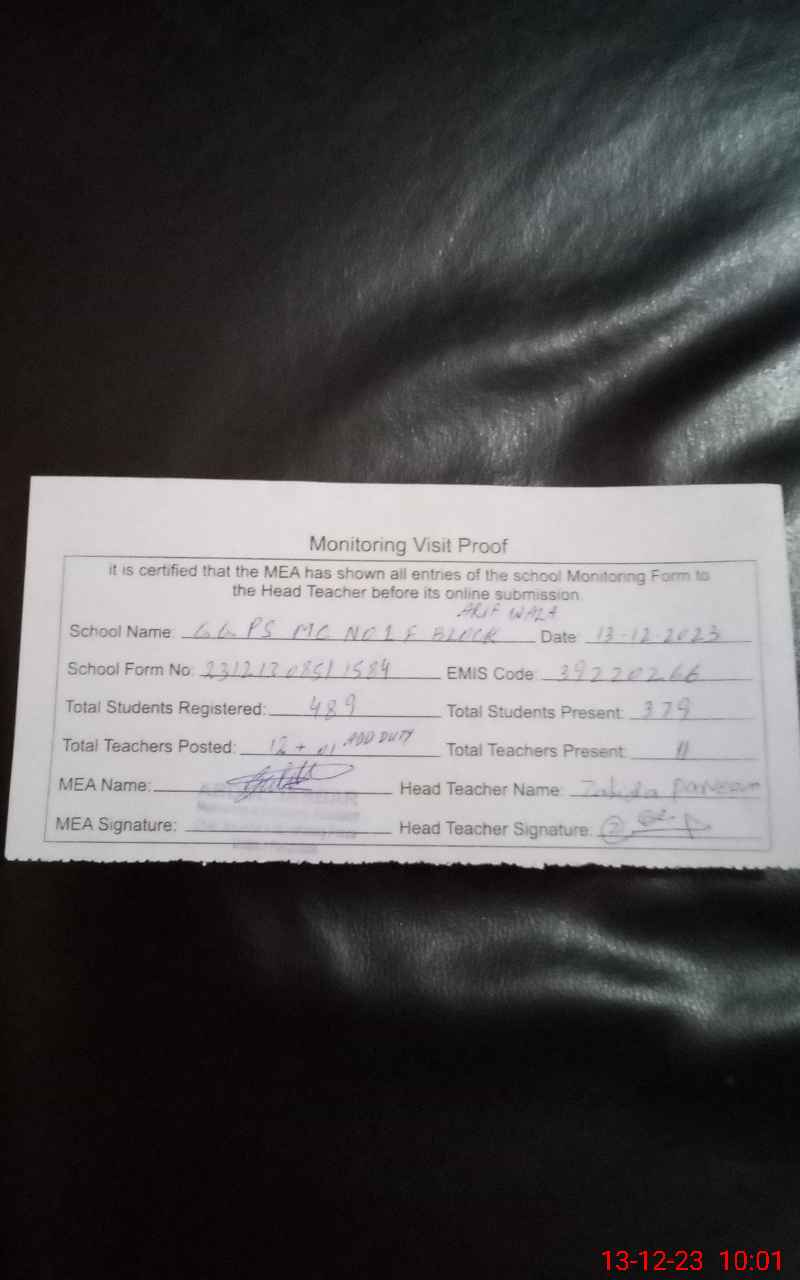 Monitoring Visit Proof
it is certified that the MEA has shown all entries of the school Monitoring Form to
the Head Teacher before its online submission.
ARIF WALA
School Name: G G PS MC NO 1 F BLOCK Date: 13-12-2023
School Form No: EMIS Code: 39220266
Total Students Registered: 489 Total Students Present: 379
Total Teachers Posted: 12 + 01 ADD DUTY Total Teachers Present: 11
MEA Name: Head Teacher Name: Zahida Parveen
MEA Signature: Head Teacher Signature:
13-12-23 10:01